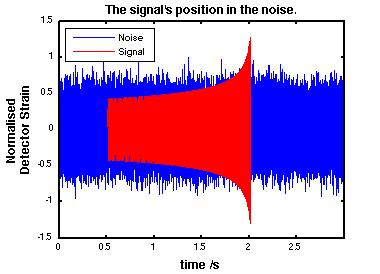 The signal's position in the noise.
1.5
Noise
Signal
1
0.5
0
-0.5
-1
-1.5
Normalised
Detector Strain
0 0.5 1 1.5 2 2.5
time /s